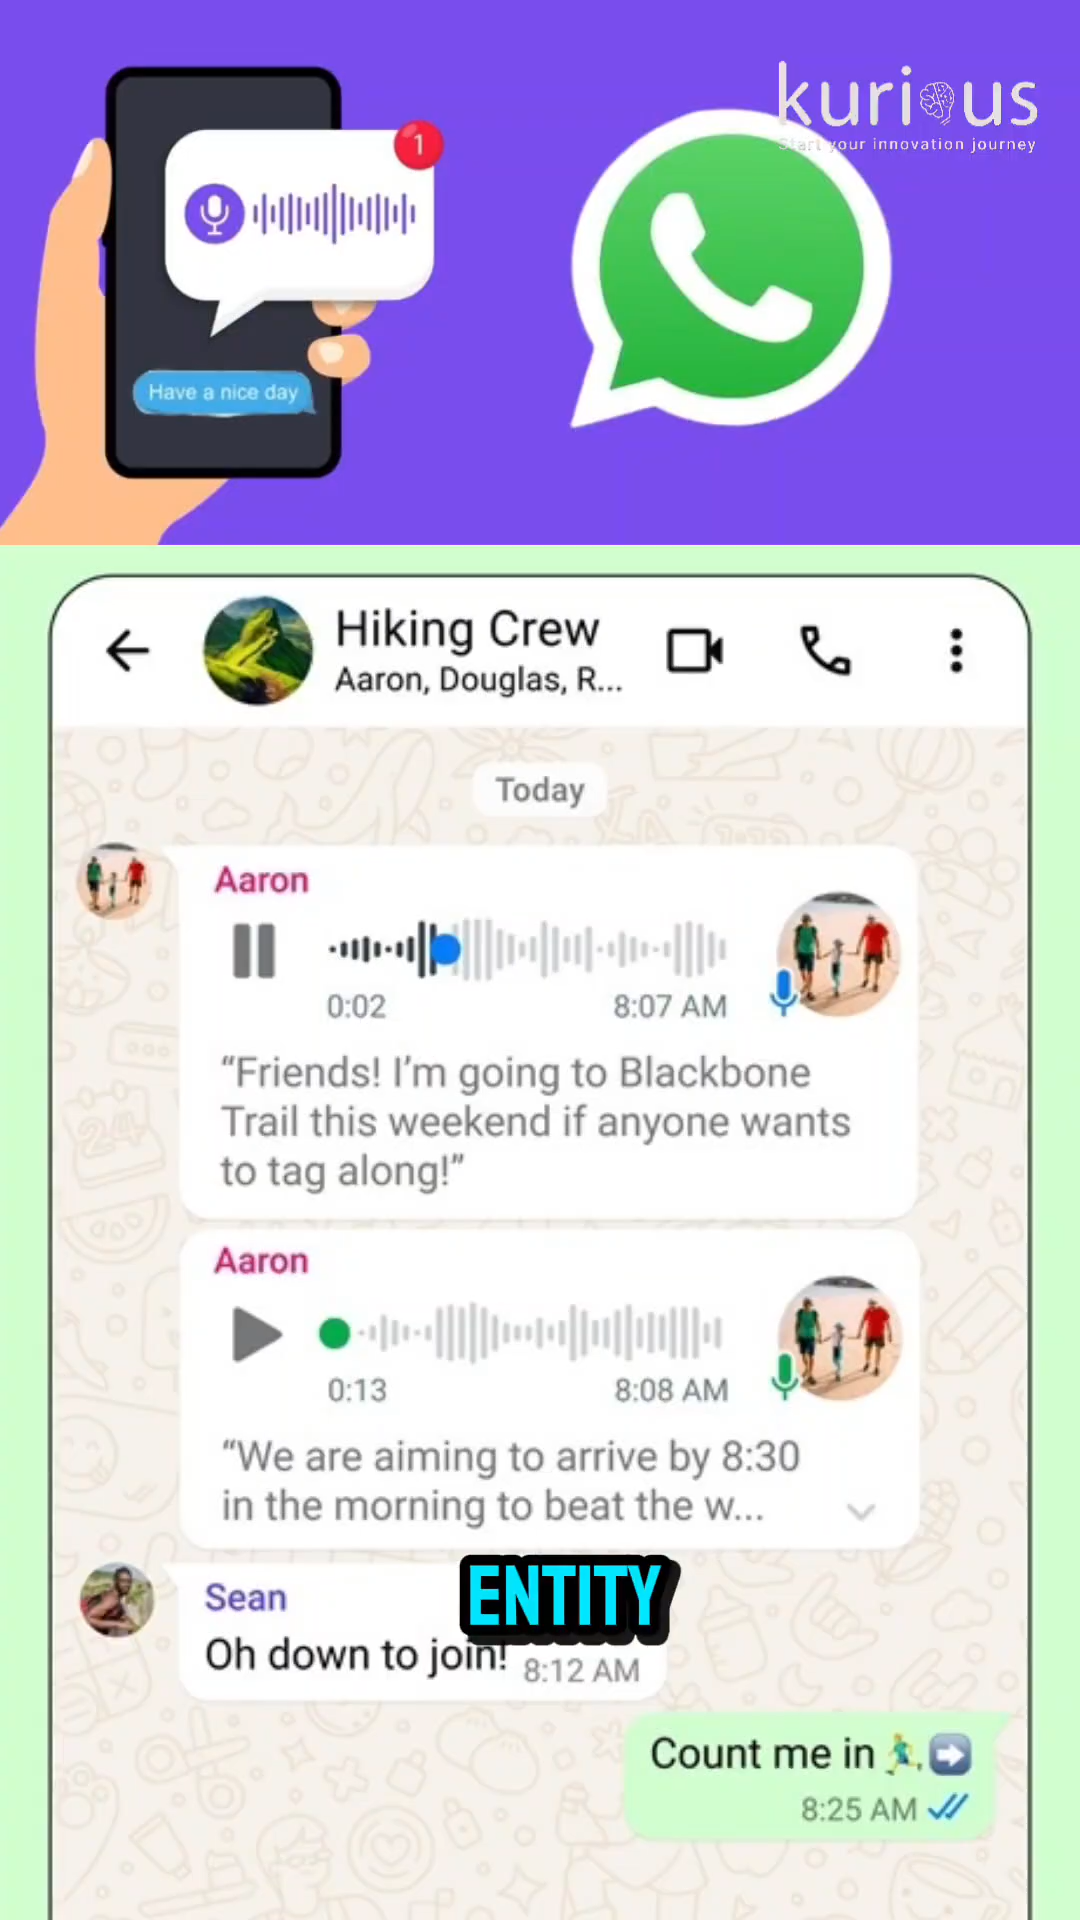 kurious
Start your innovation journey
1
Have a nice day
Hiking Crew
Aaron, Douglas, R...
Today
Aaron
0:02 8:07 AM
“Friends! I’m going to Blackbone
Trail this weekend if anyone wants
to tag along!”
Aaron
0:13 8:08 AM
“We are aiming to arrive by 8:30
in the morning to beat the w...
ENTITY
Sean
Oh down to join! 8:12 AM
Count me in 🏃‍♂️➡️
8:25 AM